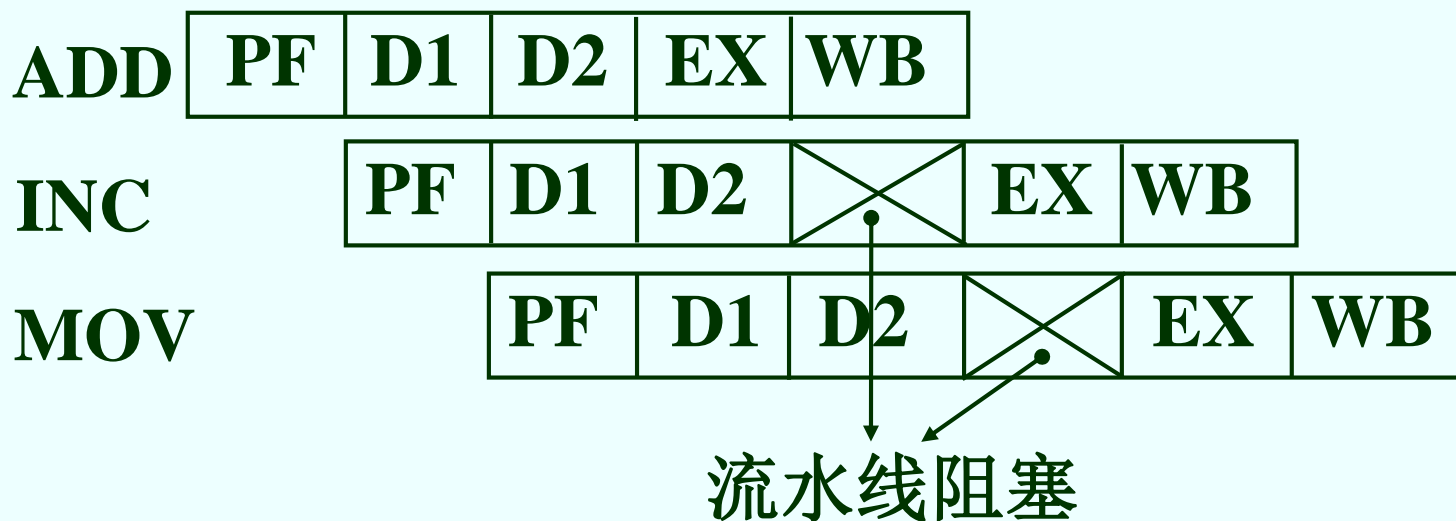 ADD PF D1 D2 EX WB
INC PF D1 D2 EX WB
MOV PF D1 D2 EX WB
流水线阻塞